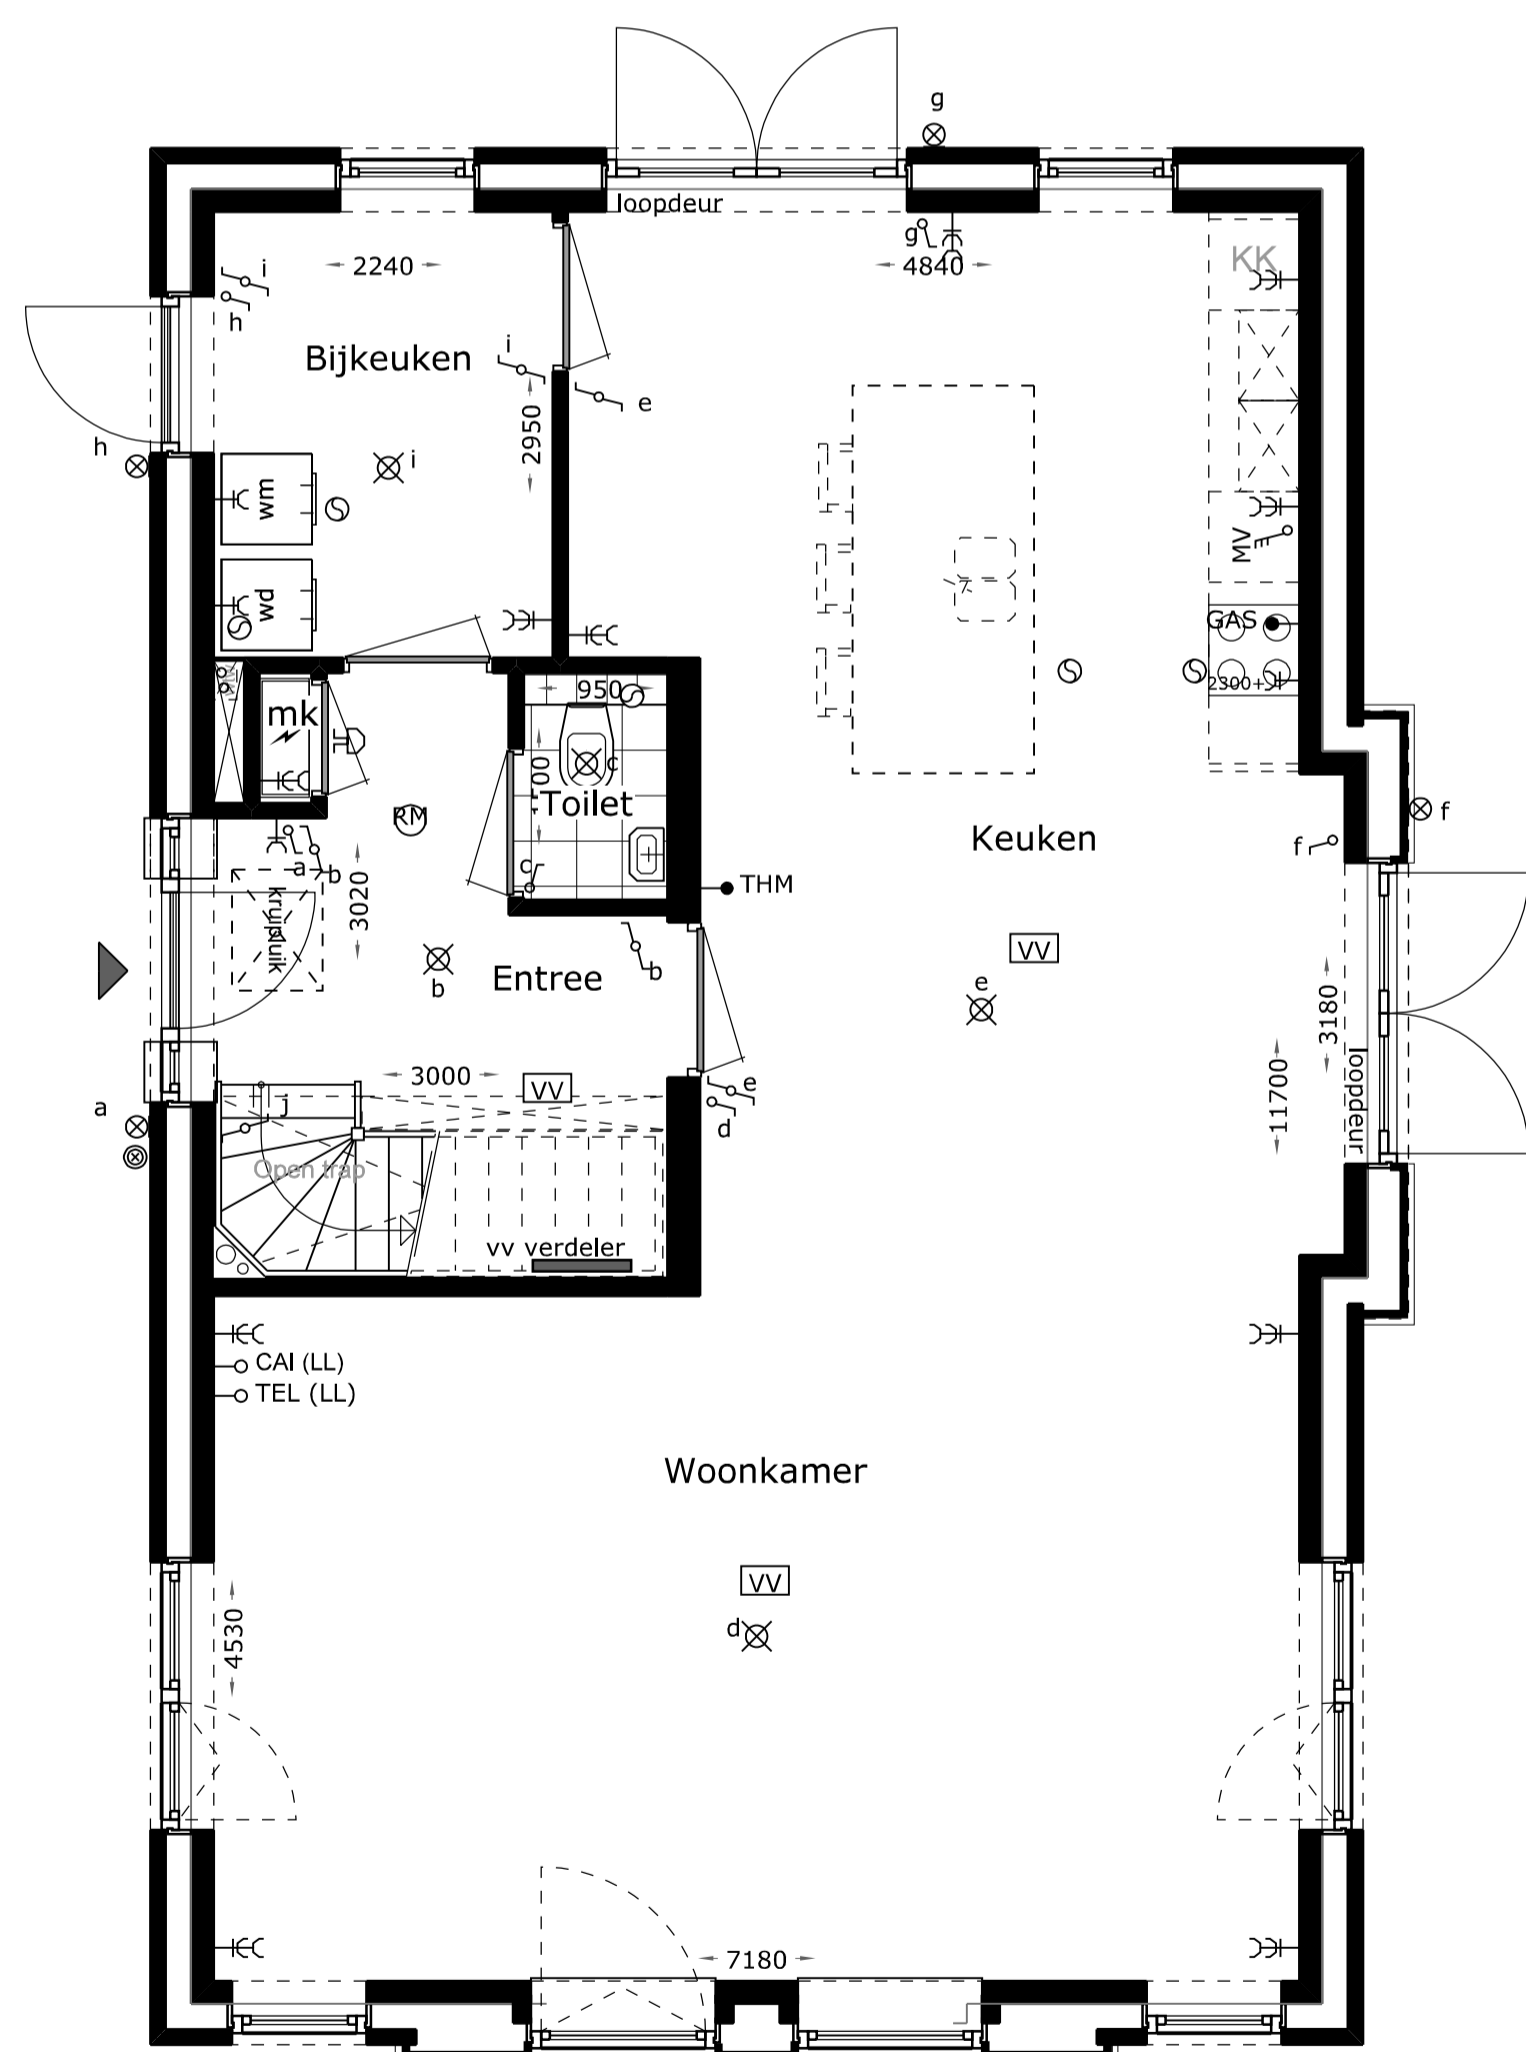 g
loopdeur
g
4840
KK
2240
i
h
Bijkeuken
i
e
2950
h
i
wm
wd
MV
GAS
2300+
950
mk
c
Toilet
RM
Keuken
f
f
c
a
b
kruipluik
3020
THM
b
VV
b
Entree
e
3180
loopdeur
11700
3000
VV
e
d
a
j
Open trap
vv verdeler
CAI (LL)
TEL (LL)
Woonkamer
VV
d
4530
7180